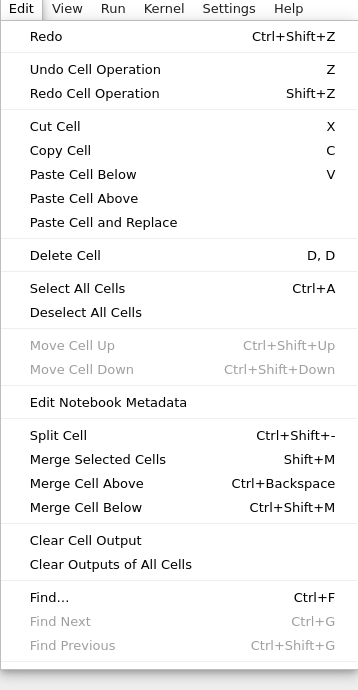 Edit View Run Kernel Settings Help
Redo Ctrl+Shift+Z
Undo Cell Operation Z
Redo Cell Operation Shift+Z
Cut Cell X
Copy Cell C
Paste Cell Below V
Paste Cell Above
Paste Cell and Replace
Delete Cell D, D
Select All Cells Ctrl+A
Deselect All Cells
Move Cell Up Ctrl+Shift+Up
Move Cell Down Ctrl+Shift+Down
Edit Notebook Metadata
Split Cell Ctrl+Shift+-
Merge Selected Cells Shift+M
Merge Cell Above Ctrl+Backspace
Merge Cell Below Ctrl+Shift+M
Clear Cell Output
Clear Outputs of All Cells
Find… Ctrl+F
Find Next Ctrl+G
Find Previous Ctrl+Shift+G